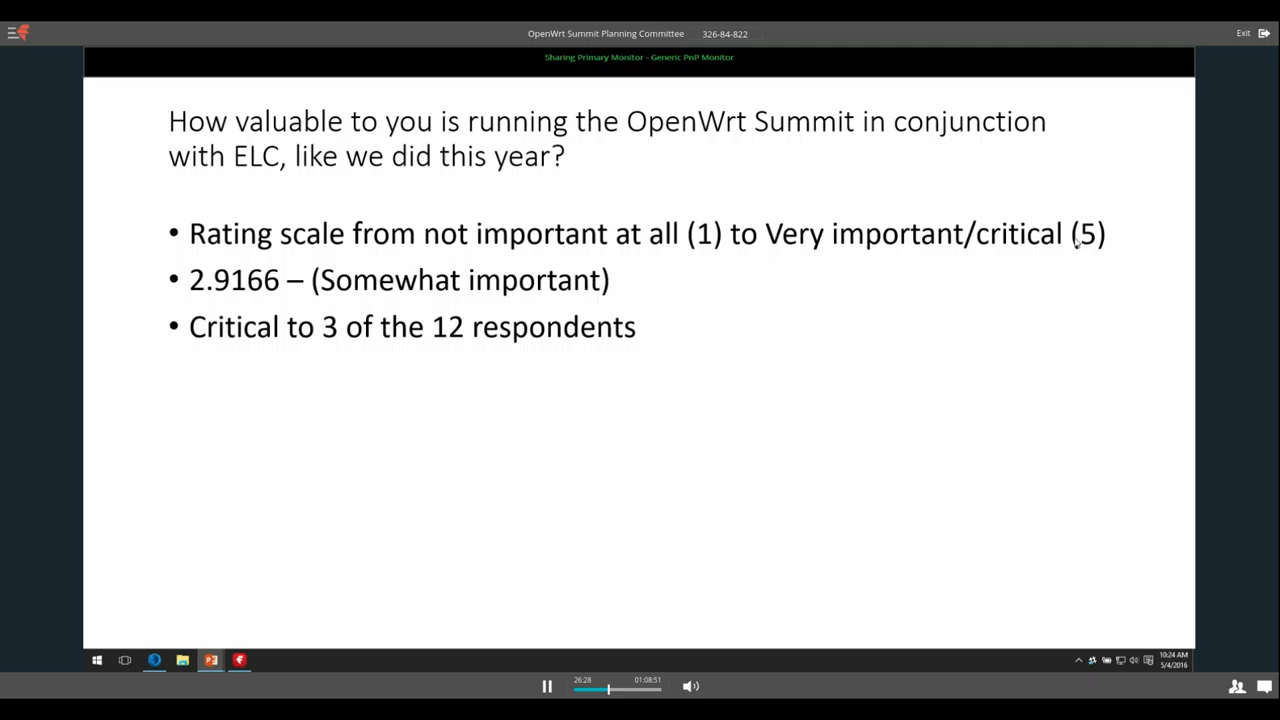 OpenWrt Summit Planning Committee 326-84-822
Exit
Sharing Primary Monitor - Generic PnP Monitor
How valuable to you is running the OpenWrt Summit in conjunction
with ELC, like we did this year?
• Rating scale from not important at all (1) to Very important/critical (5)
• 2.9166 – (Somewhat important)
• Critical to 3 of the 12 respondents
10:24 AM
5/4/2016
26:28 01:08:51